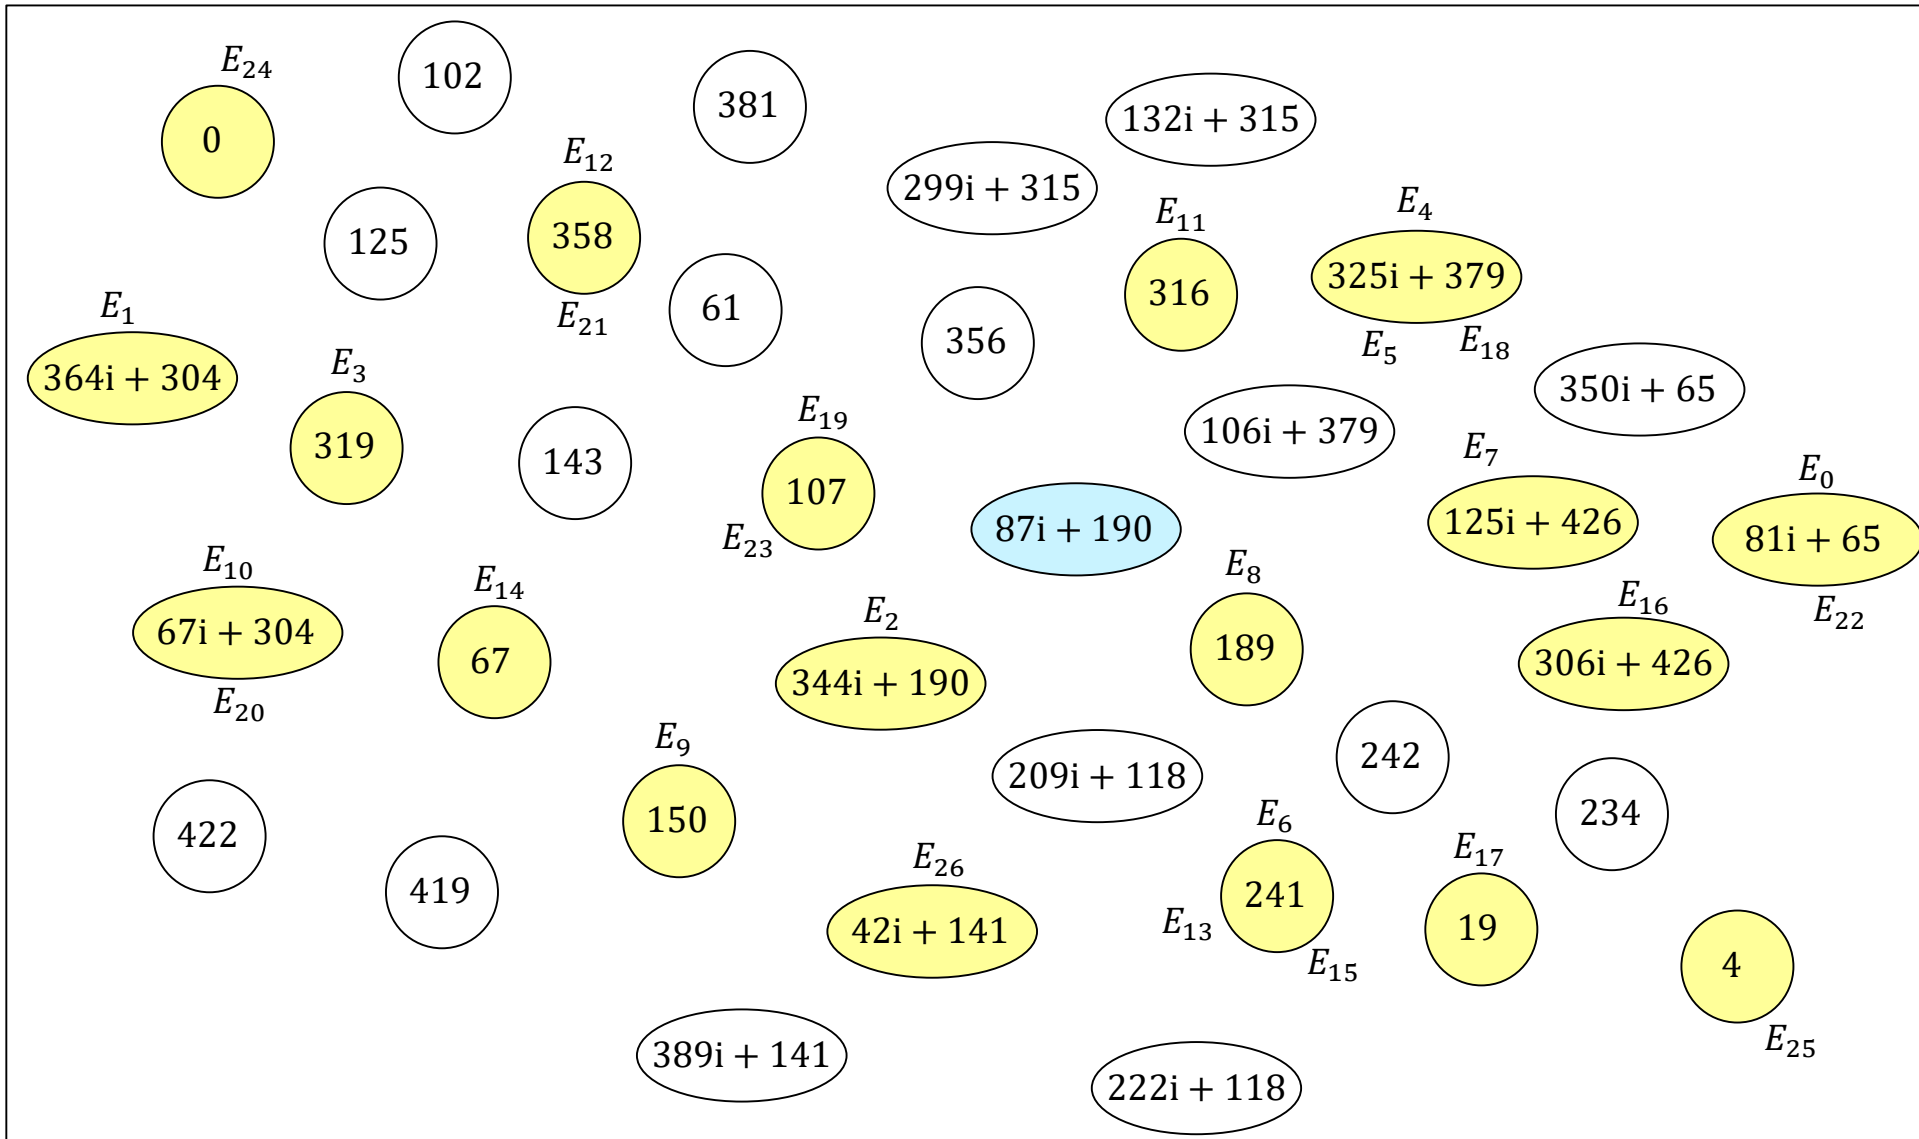 E₂₄
0
102
381
132i + 315
299i + 315
E₁₂
358
E₂₁
125
61
356
E₁₁
316
E₄
325i + 379
E₅
E₁₈
350i + 65
E₁
364i + 304
E₃
319
143
E₁₉
107
E₂₃
106i + 379
87i + 190
E₇
125i + 426
E₀
81i + 65
E₂₂
E₁₀
67i + 304
E₂₀
E₁₄
67
E₂
344i + 190
E₈
189
E₁₆
306i + 426
E₉
150
209i + 118
242
234
422
419
E₂₆
42i + 141
E₆
241
E₁₃
E₁₅
E₁₇
19
4
E₂₅
389i + 141
222i + 118